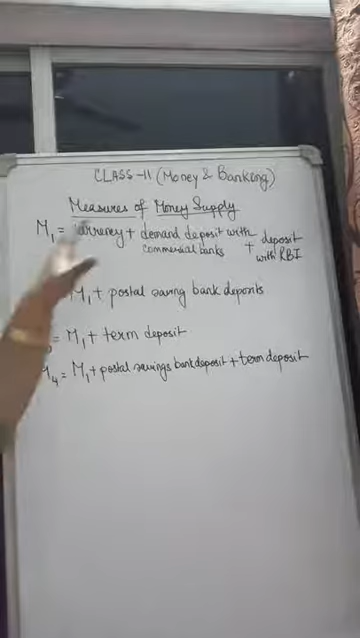 CLASS-11 (Money & Banking)
Measures of Money Supply
M1 = Currency + demand deposit with commercial banks + deposit with RBI
M1 + postal saving bank deposits
= M1 + term deposit
M4 = M1 + postal savings bank deposit + term deposit